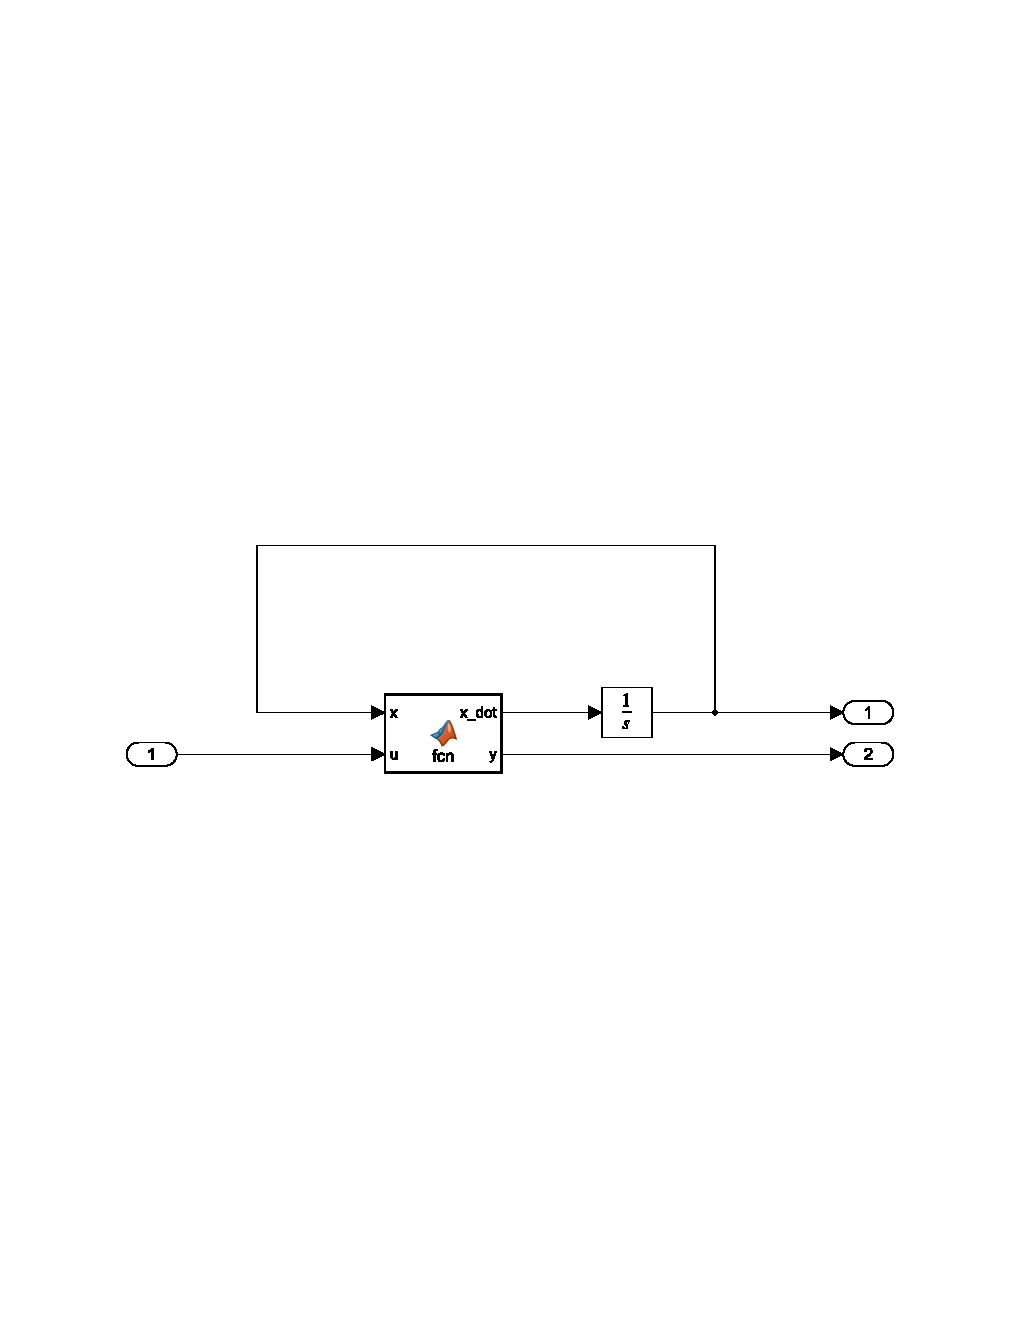 x x_dot
1/s
1
1
u fcn y
2